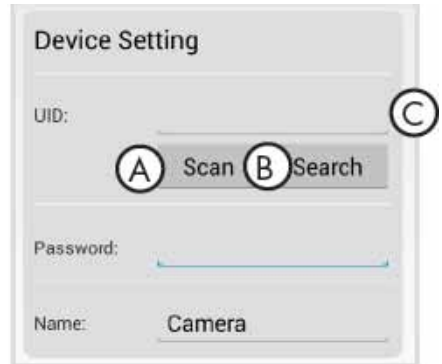 Device Setting
UID:
C
A Scan B Search
Password:
Name: Camera